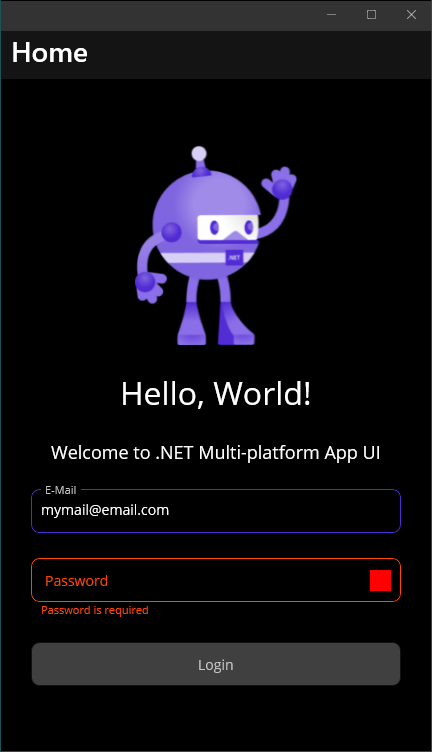 Home
.NET
Hello, World!
Welcome to .NET Multi-platform App UI
E-Mail
mymail@email.com
Password
Password is required
Login